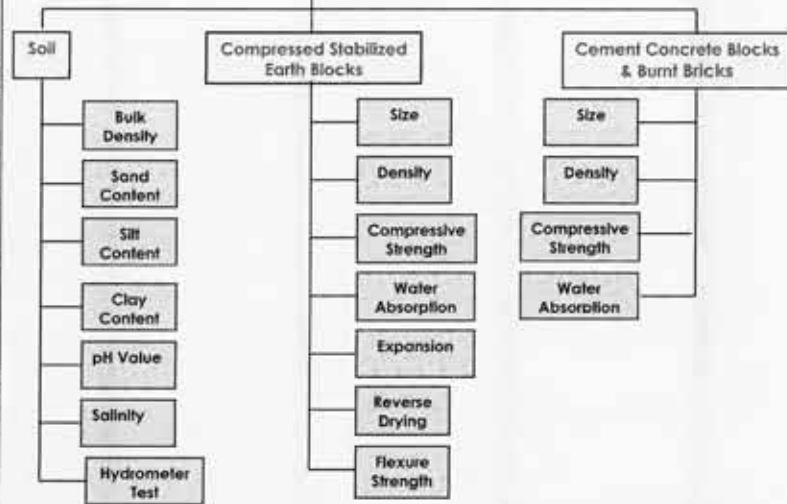 Soil
Compressed Stabilized
Earth Blocks
Cement Concrete Blocks
& Burnt Bricks
Bulk
Density
Sand
Content
Silt
Content
Clay
Content
pH Value
Salinity
Hydrometer
Test
Size
Density
Compressive
Strength
Water
Absorption
Expansion
Reverse
Drying
Flexure
Strength
Size
Density
Compressive
Strength
Water
Absorption